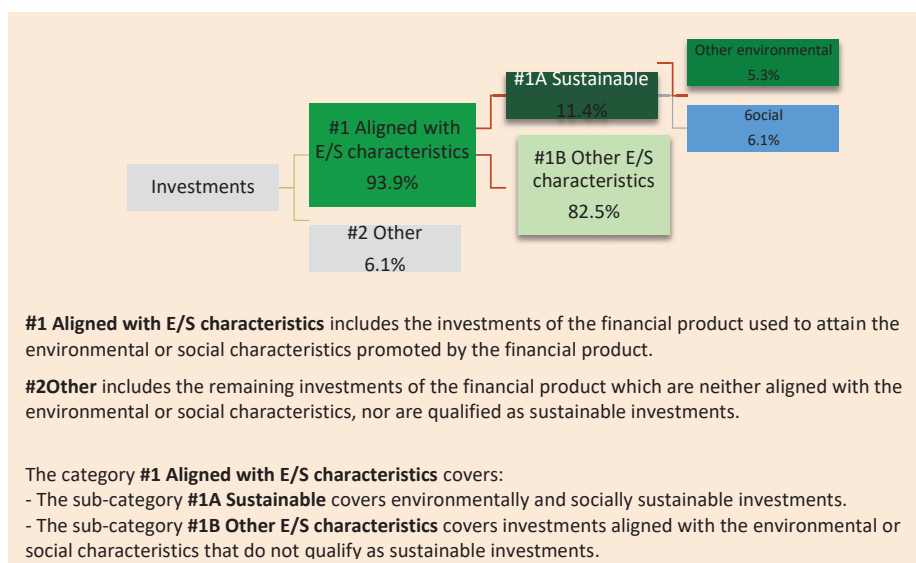 Other environmental
5.3%
#1A Sustainable
11.4%
6ocial
6.1%
#1 Aligned with
E/S characteristics
93.9%
#1B Other E/S
characteristics
82.5%
Investments
#2 Other
6.1%
#1 Aligned with E/S characteristics includes the investments of the financial product used to attain the
environmental or social characteristics promoted by the financial product.
#2Other includes the remaining investments of the financial product which are neither aligned with the
environmental or social characteristics, nor are qualified as sustainable investments.
The category #1 Aligned with E/S characteristics covers:
- The sub-category #1A Sustainable covers environmentally and socially sustainable investments.
- The sub-category #1B Other E/S characteristics covers investments aligned with the environmental or
social characteristics that do not qualify as sustainable investments.